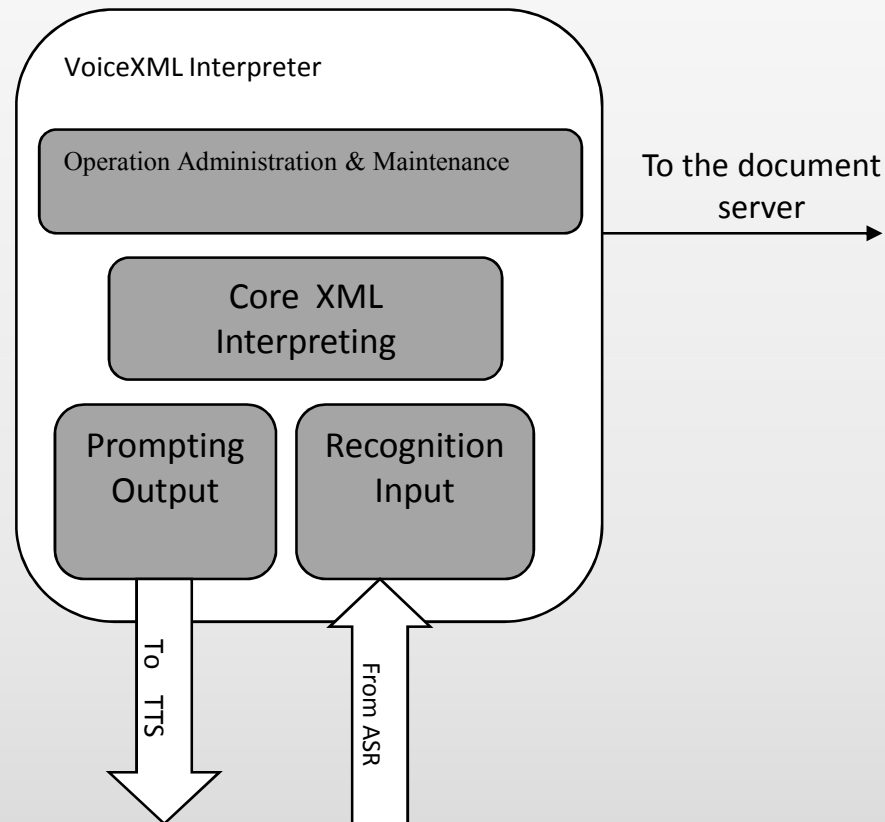 VoiceXML Interpreter
Operation Administration & Maintenance
To the document
server
Core XML
Interpreting
Prompting
Output
Recognition
Input
To TTS
From ASR